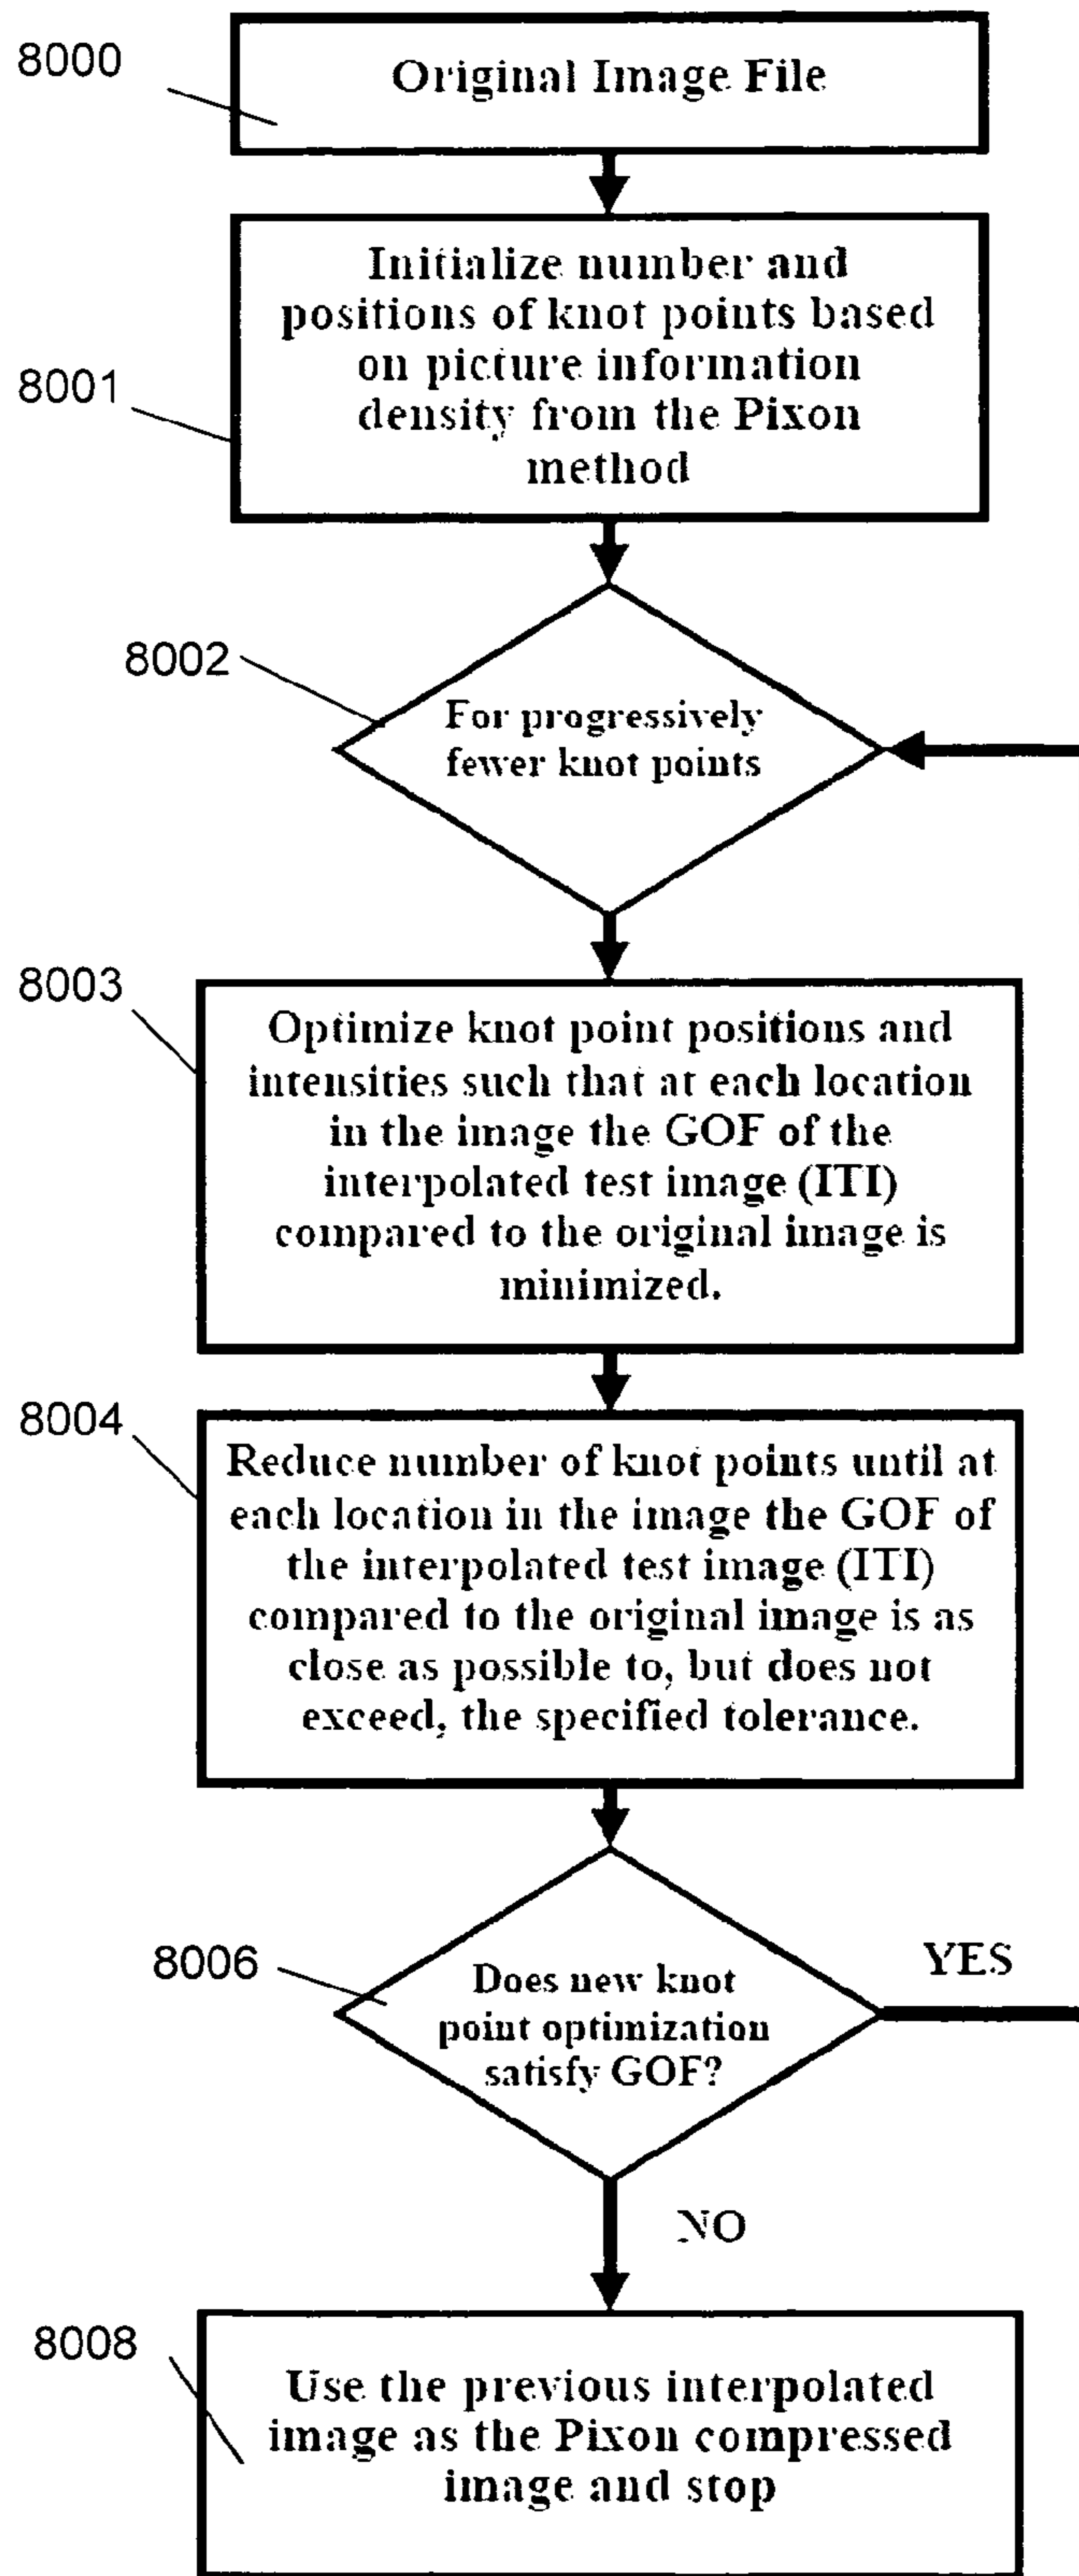 8000
Original Image File
8001
Initialize number and
positions of knot points based
on picture information
density from the Pixon
method
8002
For progressively
fewer knot points
8003
Optimize knot point positions and
intensities such that at each location
in the image the GOF of the
interpolated test image (ITI)
compared to the original image is
minimized.
8004
Reduce number of knot points until at
each location in the image the GOF of
the interpolated test image (ITI)
compared to the original image is as
close as possible to, but does not
exceed, the specified tolerance.
8006
Does new knot
point optimization
satisfy GOF?
YES
NO
8008
Use the previous interpolated
image as the Pixon compressed
image and stop